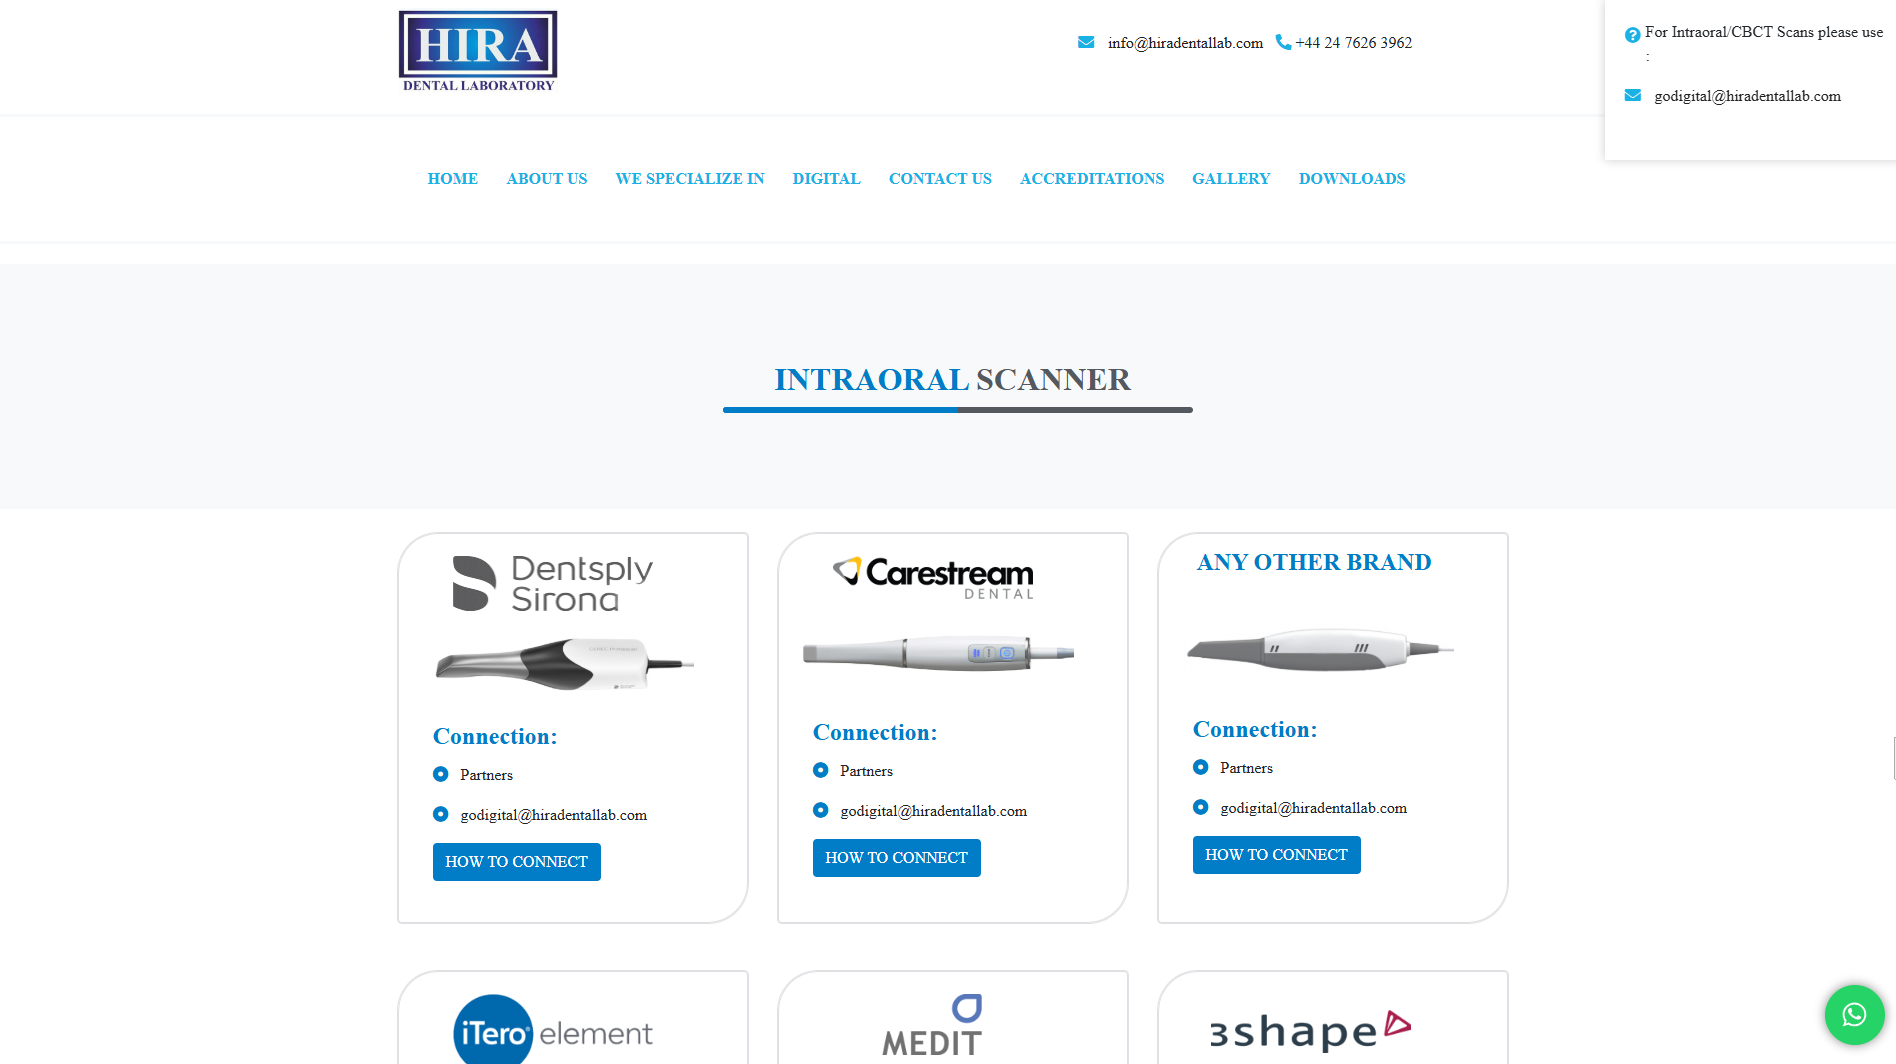 HIRA
DENTAL LABORATORY
info@hiradentallab.com
+44 24 7626 3962
For Intraoral/CBCT Scans please use
:
godigital@hiradentallab.com
HOME
ABOUT US
WE SPECIALIZE IN
DIGITAL
CONTACT US
ACCREDITATIONS
GALLERY
DOWNLOADS
INTRAORAL SCANNER
Dentsply
Sirona
Connection:
Partners
godigital@hiradentallab.com
HOW TO CONNECT
Carestream
DENTAL
Connection:
Partners
godigital@hiradentallab.com
HOW TO CONNECT
ANY OTHER BRAND
Connection:
Partners
godigital@hiradentallab.com
HOW TO CONNECT
iTero element
MEDIT
3shape